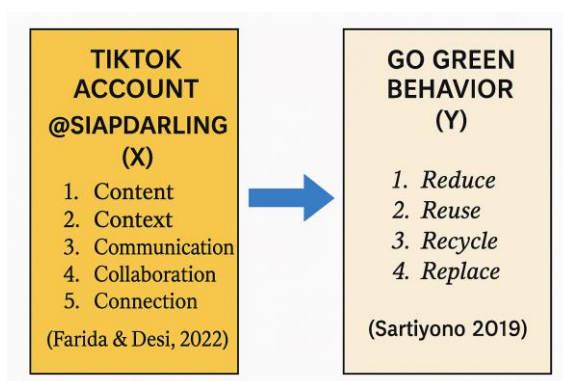 TIKTOK
ACCOUNT
@SIAPDARLING
(X)
1. Content
2. Context
3. Communication
4. Collaboration
5. Connection
(Farida & Desi, 2022)
GO GREEN
BEHAVIOR
(Y)
1. Reduce
2. Reuse
3. Recycle
4. Replace
(Sartiyono 2019)